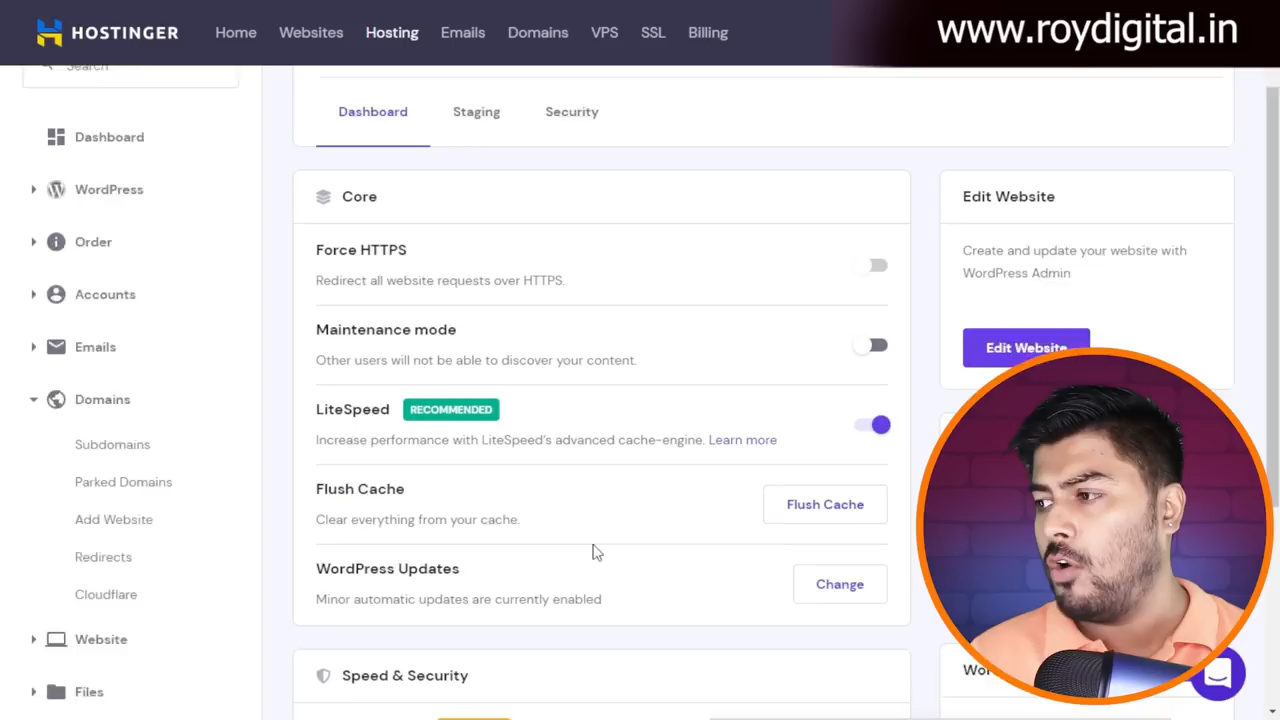 HOSTINGER
Home
Websites
Hosting
Emails
Domains
VPS
SSL
Billing
www.roydigital.in
Search
Dashboard
WordPress
Order
Accounts
Emails
Domains
Subdomains
Parked Domains
Add Website
Redirects
Cloudflare
Website
Files
Dashboard
Staging
Security
Core
Force HTTPS
Redirect all website requests over HTTPS.
Maintenance mode
Other users will not be able to discover your content.
LiteSpeed RECOMMENDED
Increase performance with LiteSpeed's advanced cache-engine. Learn more
Flush Cache
Clear everything from your cache.
Flush Cache
WordPress Updates
Minor automatic updates are currently enabled
Change
Speed & Security
Edit Website
Create and update your website with
WordPress Admin
Edit Website